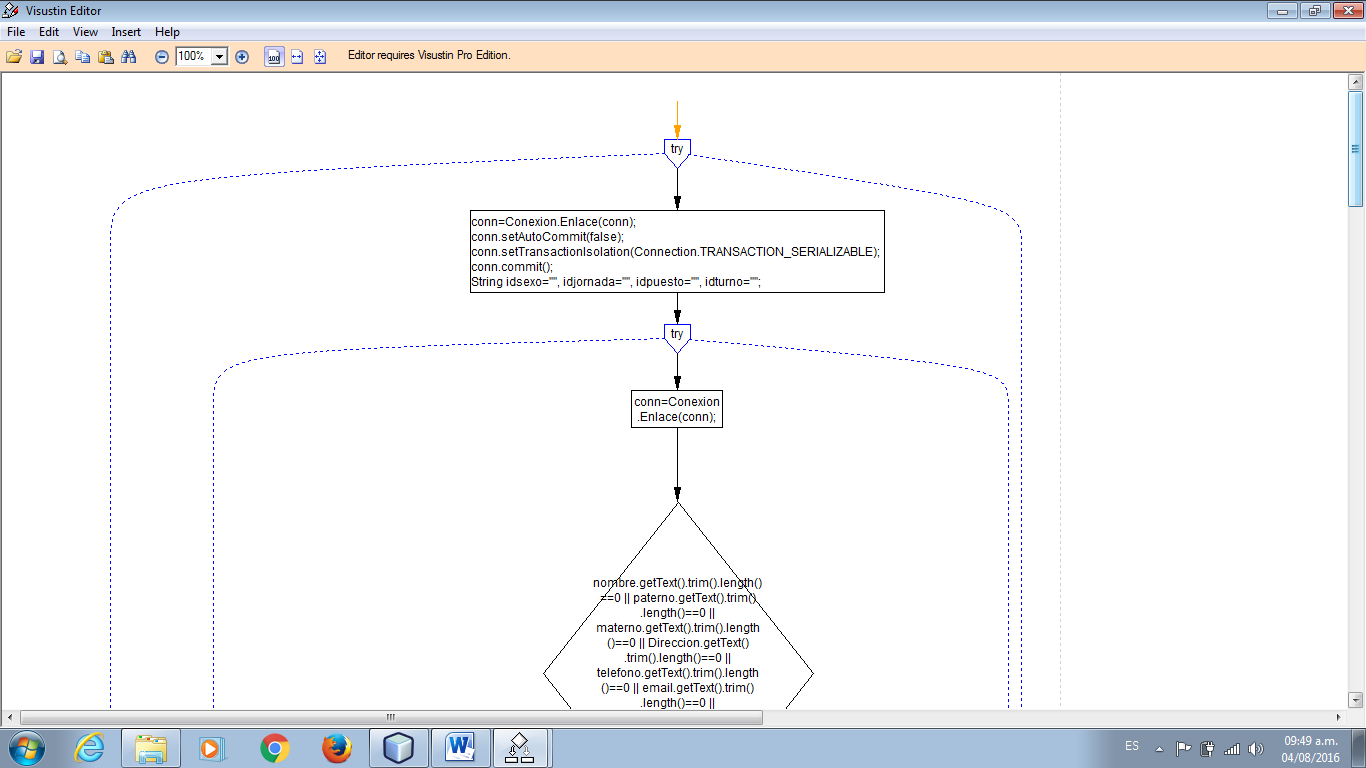 Visustin Editor
File Edit View Insert Help
100% 100 Editor requires Visustin Pro Edition.
try
conn=Conexion.Enlace(conn);
conn.setAutoCommit(false);
conn.setTransactionIsolation(Connection.TRANSACTION_SERIALIZABLE);
conn.commit();
String idsexo="", idjornada="", idpuesto="", idturno="";
try
conn=Conexion
.Enlace(conn);
nombre.getText().trim().length()
==0 || paterno.getText().trim()
.length()==0 ||
materno.getText().trim().length
()==0 || Direccion.getText()
.trim().length()==0 ||
telefono.getText().trim().length
()==0 || email.getText().trim()
.length()==0 ||
ES
09:49 a.m.
04/08/2016